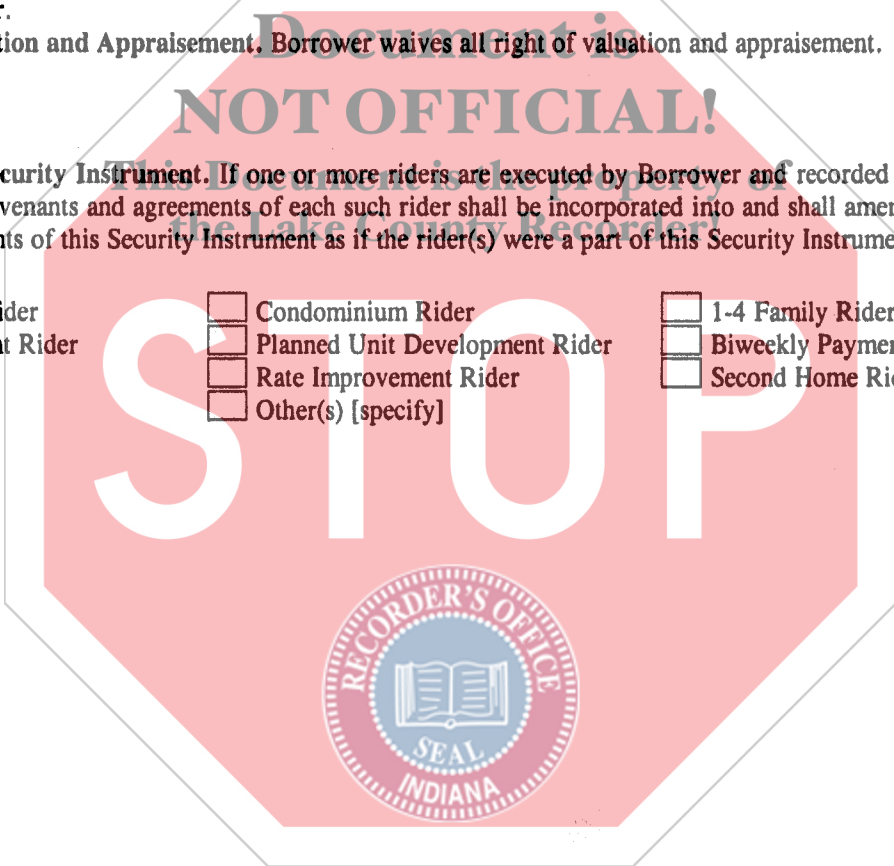 r.
tion and Appraisement. Borrower waives all right of valuation and appraisement.
Document is
NOT OFFICIAL!
This Document is the property of
the Lake County Recorder!
curity Instrument. If one or more riders are executed by Borrower and recorded
venants and agreements of each such rider shall be incorporated into and shall amen
nts of this Security Instrument as if the rider(s) were a part of this Security Instrume
ider
Condominium Rider
1-4 Family Rider
t Rider
Planned Unit Development Rider
Biweekly Paymen
Rate Improvement Rider
Second Home Ri
Other(s) [specify]
STOP
RECORDER'S OFFICE
SEAL
INDIANA